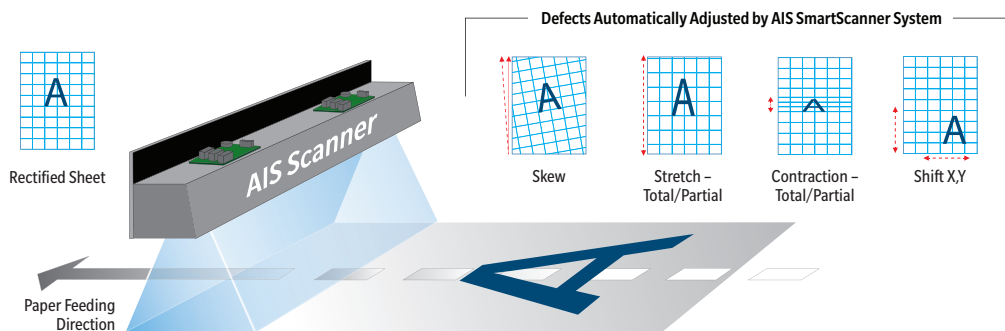 Defects Automatically Adjusted by AIS SmartScanner System
A
Rectified Sheet
AIS Scanner
A
Skew
A
Stretch –
Total/Partial
A
Contraction –
Total/Partial
A
Shift X,Y
A
Paper Feeding
Direction